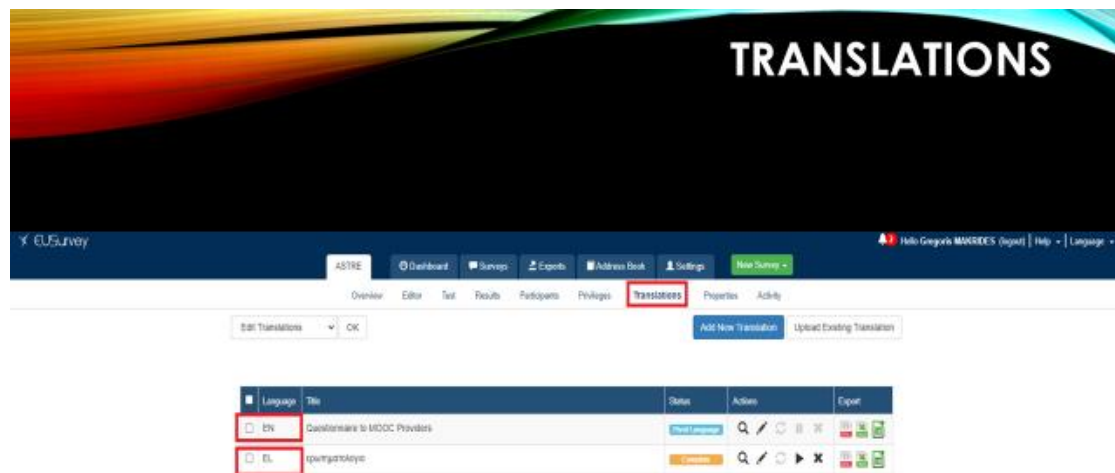 TRANSLATIONS
EUSurvey
2 Hello Gregoris MAKRIDES (logout) | Help | Language
ASTRE Dashboard Surveys Exports Address Book Settings New Survey
Overview Editor Test Results Participants Privileges Translations Properties Activity
Edit Translations OK Add New Translation Upload Existing Translation
Language Title Status Actions Export
EN Questionnaire to MOOC Providers Pivot Language
EL ερωτηματολογιο Complete